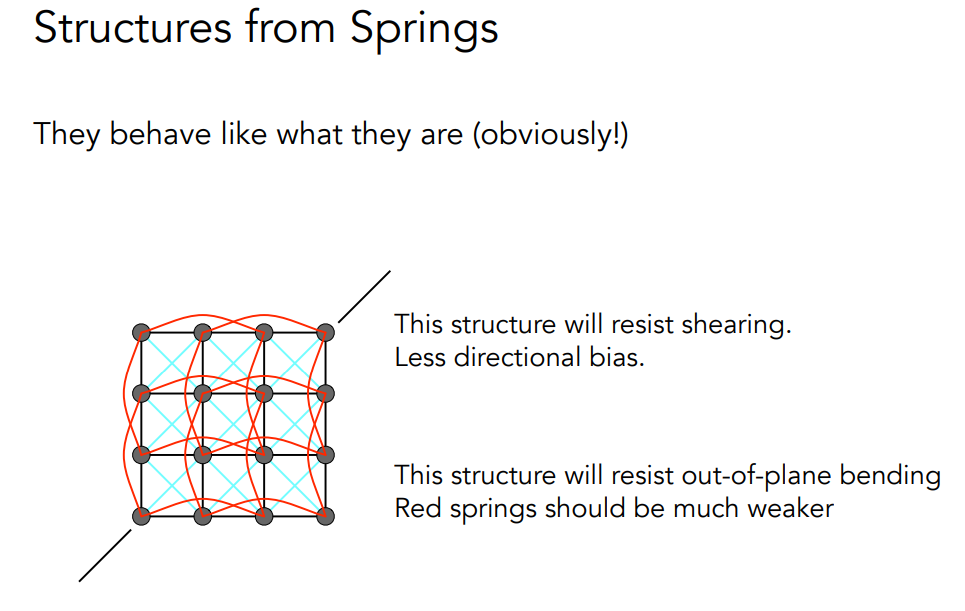 Structures from Springs
They behave like what they are (obviously!)
This structure will resist shearing.
Less directional bias.
This structure will resist out-of-plane bending
Red springs should be much weaker